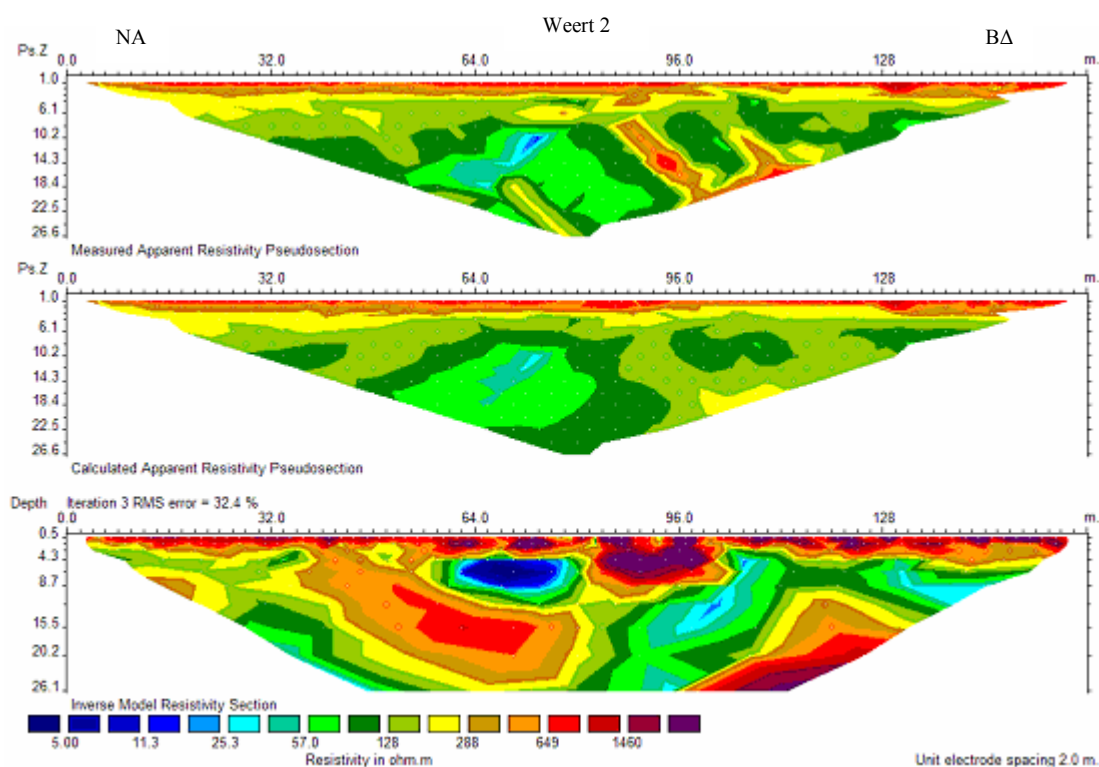 Weert 2
ΝΑ
ΒΔ
Ps.Z 0.0 32.0 64.0 96.0 128 m.
1.0
6.1
10.2
14.3
18.4
22.5
26.6
Measured Apparent Resistivity Pseudosection
Ps.Z 0.0 32.0 64.0 96.0 128 m.
1.0
6.1
10.2
14.3
18.4
22.5
26.6
Calculated Apparent Resistivity Pseudosection
Depth Iteration 3 RMS error = 32.4 %
0.0 32.0 64.0 96.0 128 m.
0.5
4.3
8.7
15.5
20.2
26.1
Inverse Model Resistivity Section
5.00 11.3 25.3 57.0 128 288 649 1460
Resistivity in ohm.m
Unit electrode spacing 2.0 m.